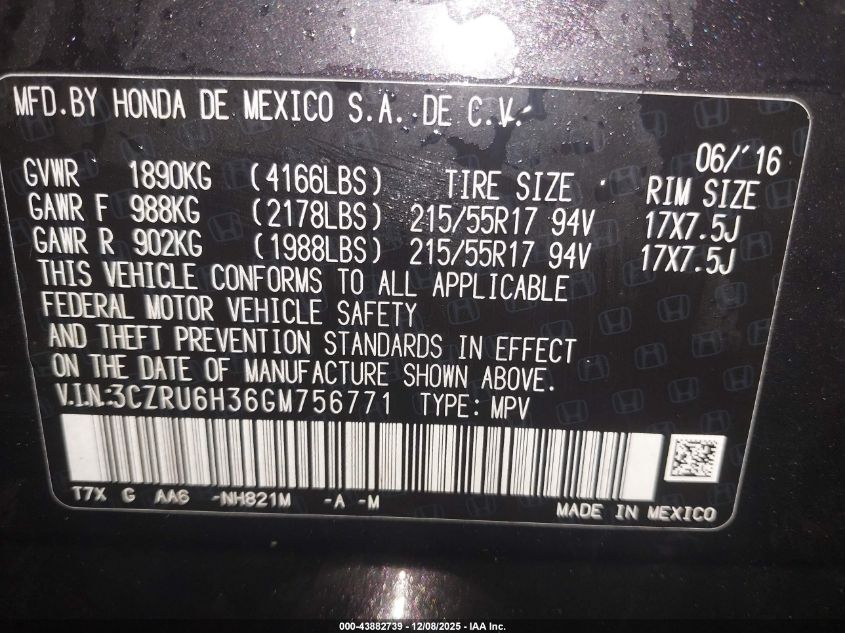 MFD.BY HONDA DE MEXICO S.A. DE C.V.
06/'16
GVWR 1890KG (4166LBS) TIRE SIZE RIM SIZE
GAWR F 988KG (2178LBS) 215/55R17 94V 17X7.5J
GAWR R 902KG (1988LBS) 215/55R17 94V 17X7.5J
THIS VEHICLE CONFORMS TO ALL APPLICABLE
FEDERAL MOTOR VEHICLE SAFETY
AND THEFT PREVENTION STANDARDS IN EFFECT
ON THE DATE OF MANUFACTURE SHOWN ABOVE.
V.I.N.:3CZRU6H36GM756771 TYPE: MPV
T7X G AA6 -NH821M -A -M
MADE IN MEXICO
000-43882739 - 12/08/2025 - IAA Inc.